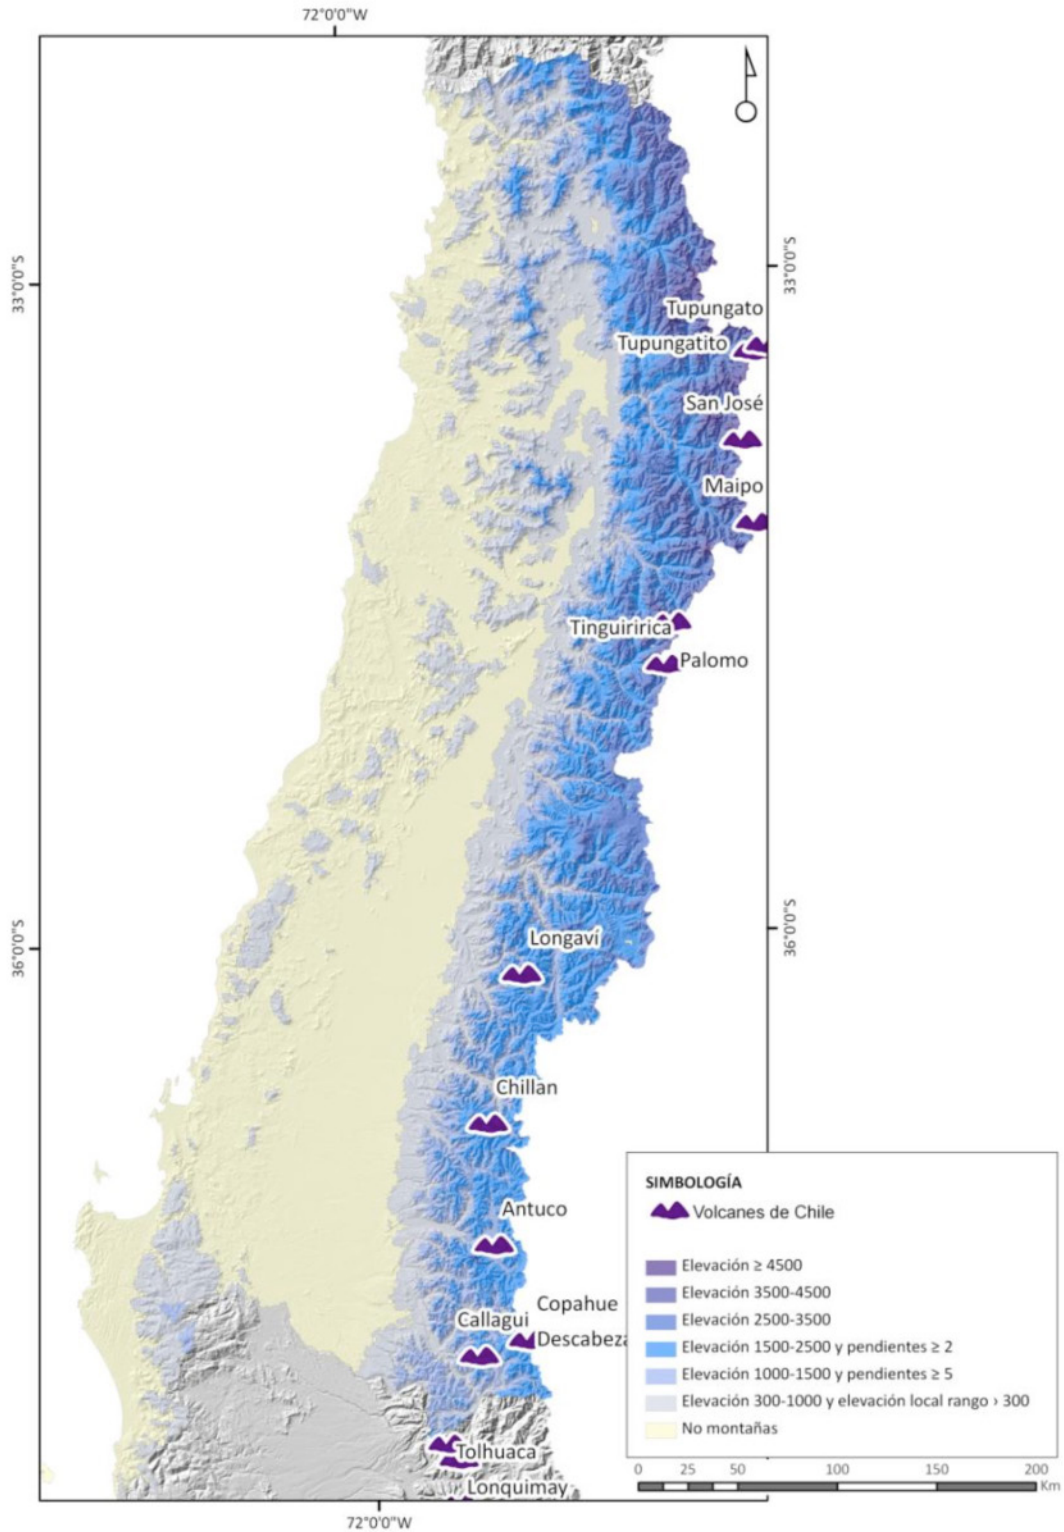 72°0'0"W
33°0'0"S
33°0'0"S
Tupungato
Tupungatito
San José
Maipo
Tinguiririca
Palomo
36°0'0"S
36°0'0"S
Longaví
Chillan
Antuco
Copahue
Callagui
Descabeza
Tolhuaca
Lonquimay
72°0'0"W
SIMBOLOGÍA
Volcanes de Chile
Elevación ≥ 4500
Elevación 3500-4500
Elevación 2500-3500
Elevación 1500-2500 y pendientes ≥ 2
Elevación 1000-1500 y pendientes ≥ 5
Elevación 300-1000 y elevación local rango › 300
No montañas
0 25 50 100 150 200
Km